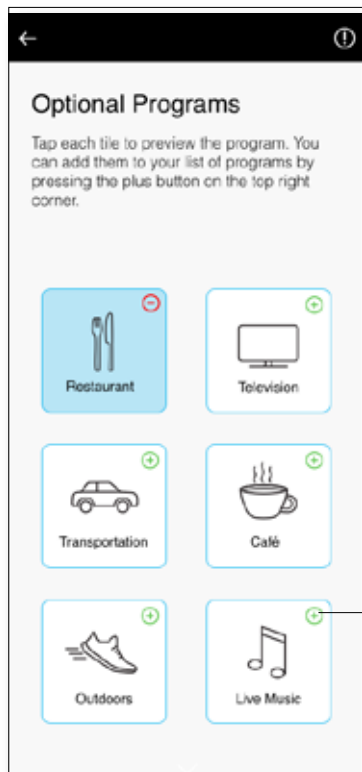 Optional Programs
Tap each tile to preview the program. You
can add them to your list of programs by
pressing the plus button on the top right
corner.
Restaurant
Television
Transportation
Café
Outdoors
Live Music